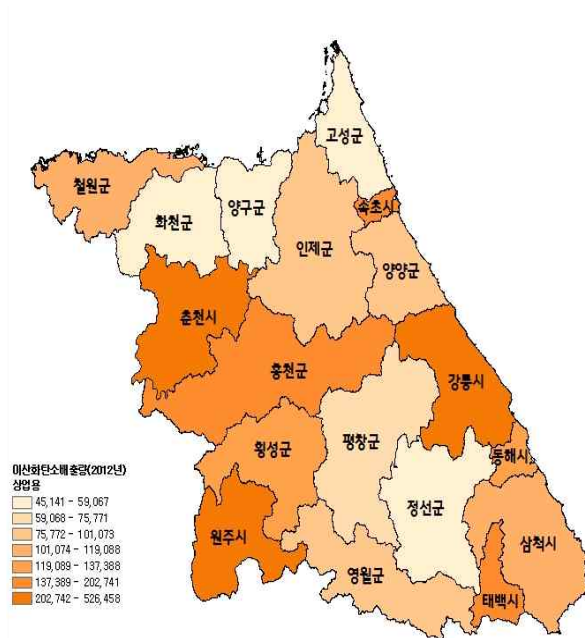 고성군
철원군
화천군
양구군
속초시
인제군
양양군
춘천시
홍천군
강릉시
횡성군
평창군
동해시
정선군
원주시
삼척시
영월군
태백시
이산화탄소배출량(2012년)
상업용
45,141 - 59,067
59,068 - 75,771
75,772 - 101,073
101,074 - 119,088
119,089 - 137,388
137,389 - 202,741
202,742 - 526,458